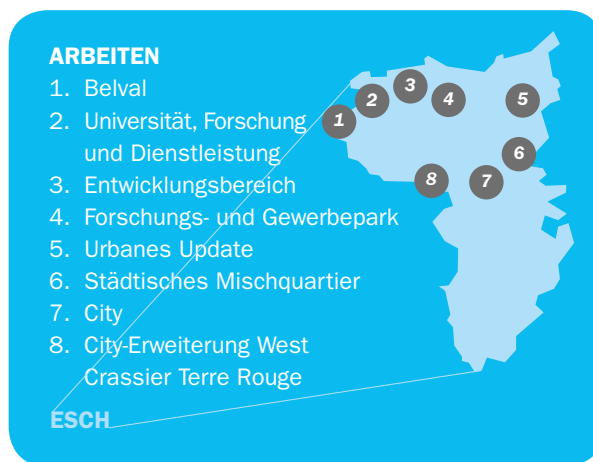 ARBEITEN
1. Belval
2. Universität, Forschung
und Dienstleistung
3. Entwicklungsbereich
4. Forschungs- und Gewerbepark
5. Urbanes Update
6. Städtisches Mischquartier
7. City
8. City-Erweiterung West
Crassier Terre Rouge
ESCH
1
2
3
4
5
6
7
8